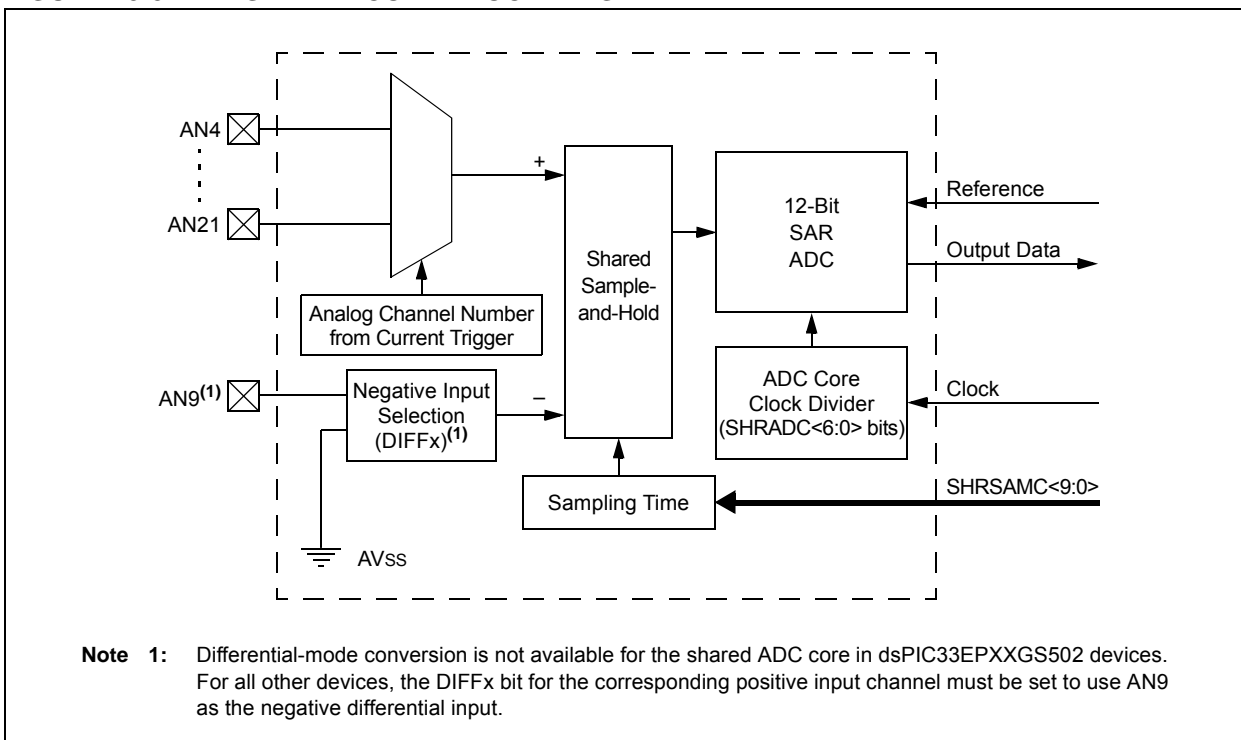 AN4
AN21
+
Analog Channel Number
from Current Trigger
AN9(1)
Negative Input
Selection
(DIFFx)(1)
–
AVSS
Shared
Sample-
and-Hold
12-Bit
SAR
ADC
Reference
Output Data
ADC Core
Clock Divider
(SHRADC<6:0> bits)
Clock
Sampling Time
SHRSAMC<9:0>
Note 1: Differential-mode conversion is not available for the shared ADC core in dsPIC33EPXXGS502 devices.
For all other devices, the DIFFx bit for the corresponding positive input channel must be set to use AN9
as the negative differential input.